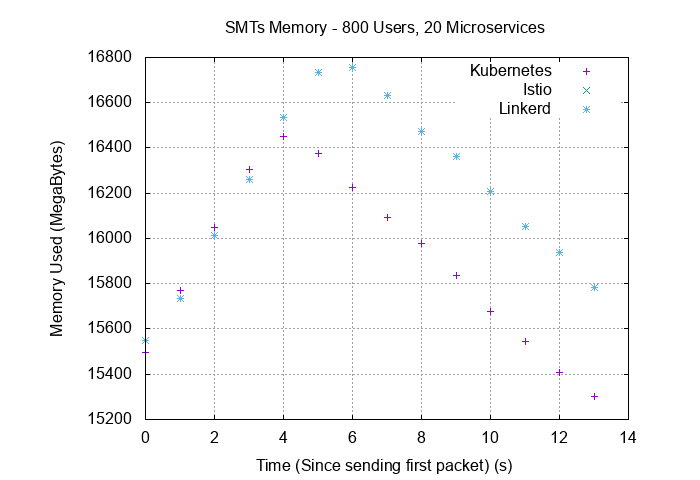 SMTs Memory - 800 Users, 20 Microservices
16800
16600
16400
16200
16000
15800
15600
15400
15200
Memory Used (MegaBytes)
Kubernetes
Istio
Linkerd
0 2 4 6 8 10 12 14
Time (Since sending first packet) (s)